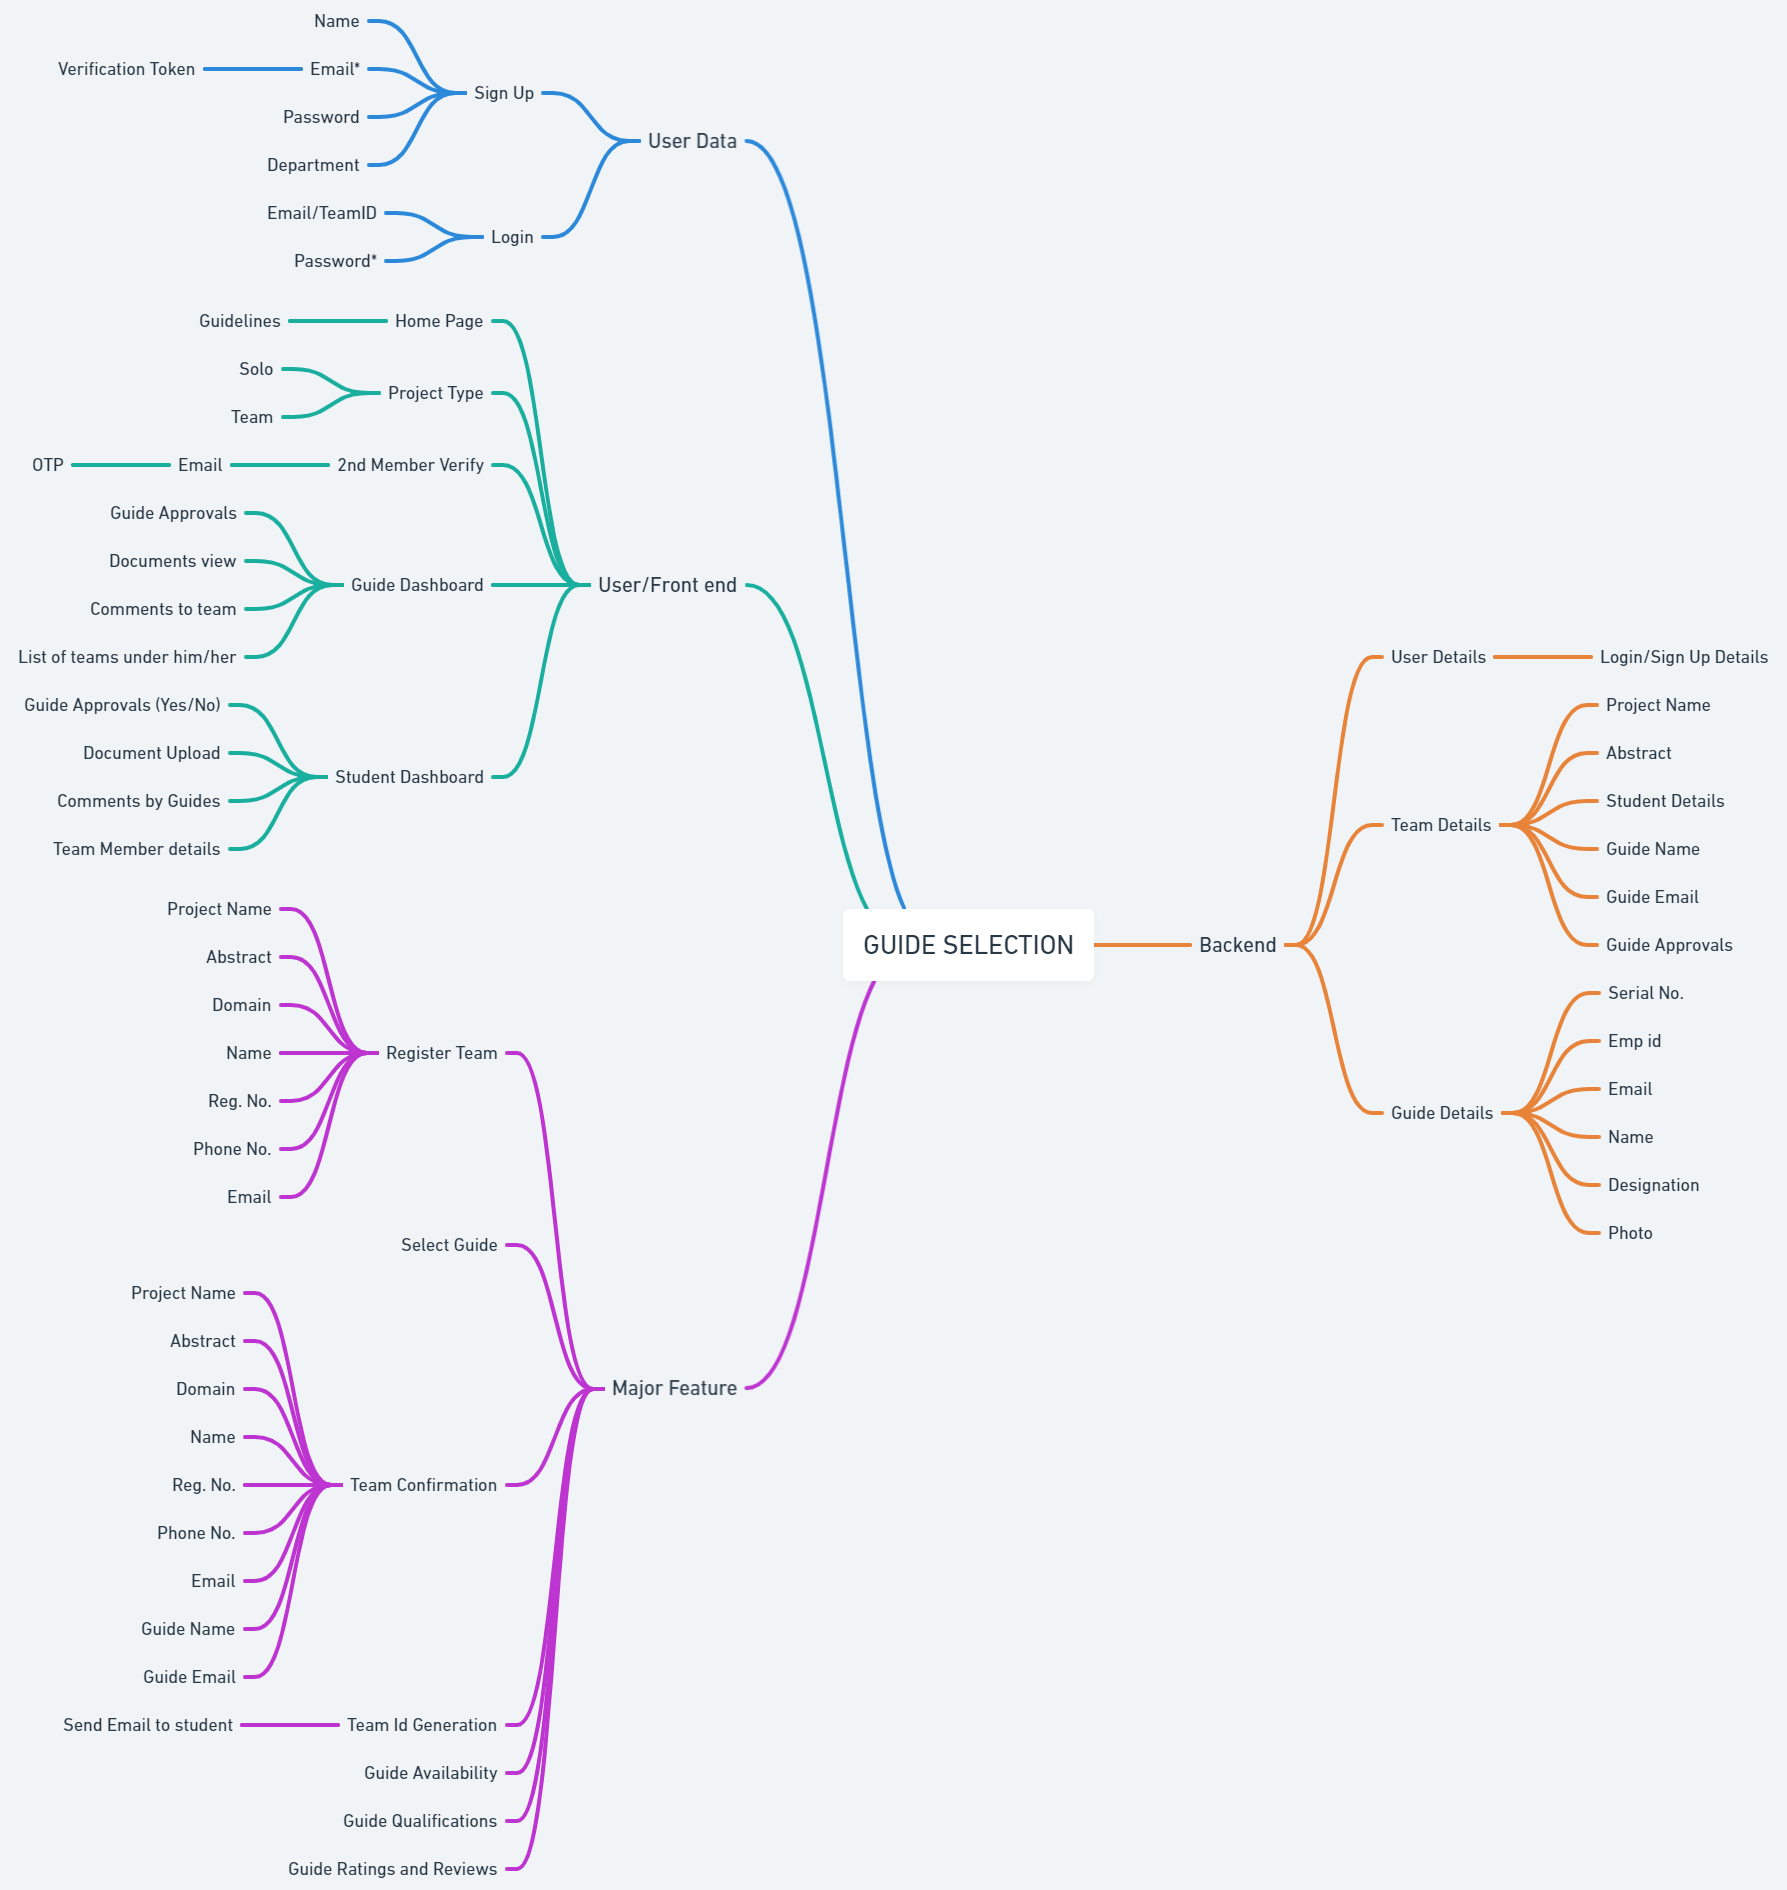 Name
Verification Token
Email*
Password
Department
Sign Up
User Data
Email/TeamID
Password*
Login
Guidelines
Home Page
Solo
Team
Project Type
OTP
Email
2nd Member Verify
Guide Approvals
Documents view
Comments to team
List of teams under him/her
Guide Dashboard
User/Front end
Guide Approvals (Yes/No)
Document Upload
Comments by Guides
Team Member details
Student Dashboard
Project Name
Abstract
Domain
Name
Reg. No.
Phone No.
Email
Register Team
Select Guide
Major Feature
Project Name
Abstract
Domain
Name
Reg. No.
Phone No.
Email
Guide Name
Guide Email
Team Confirmation
Send Email to student
Team Id Generation
Guide Availability
Guide Qualifications
Guide Ratings and Reviews
GUIDE SELECTION
Backend
User Details
Login/Sign Up Details
Team Details
Project Name
Abstract
Student Details
Guide Name
Guide Email
Guide Approvals
Guide Details
Serial No.
Emp id
Email
Name
Designation
Photo